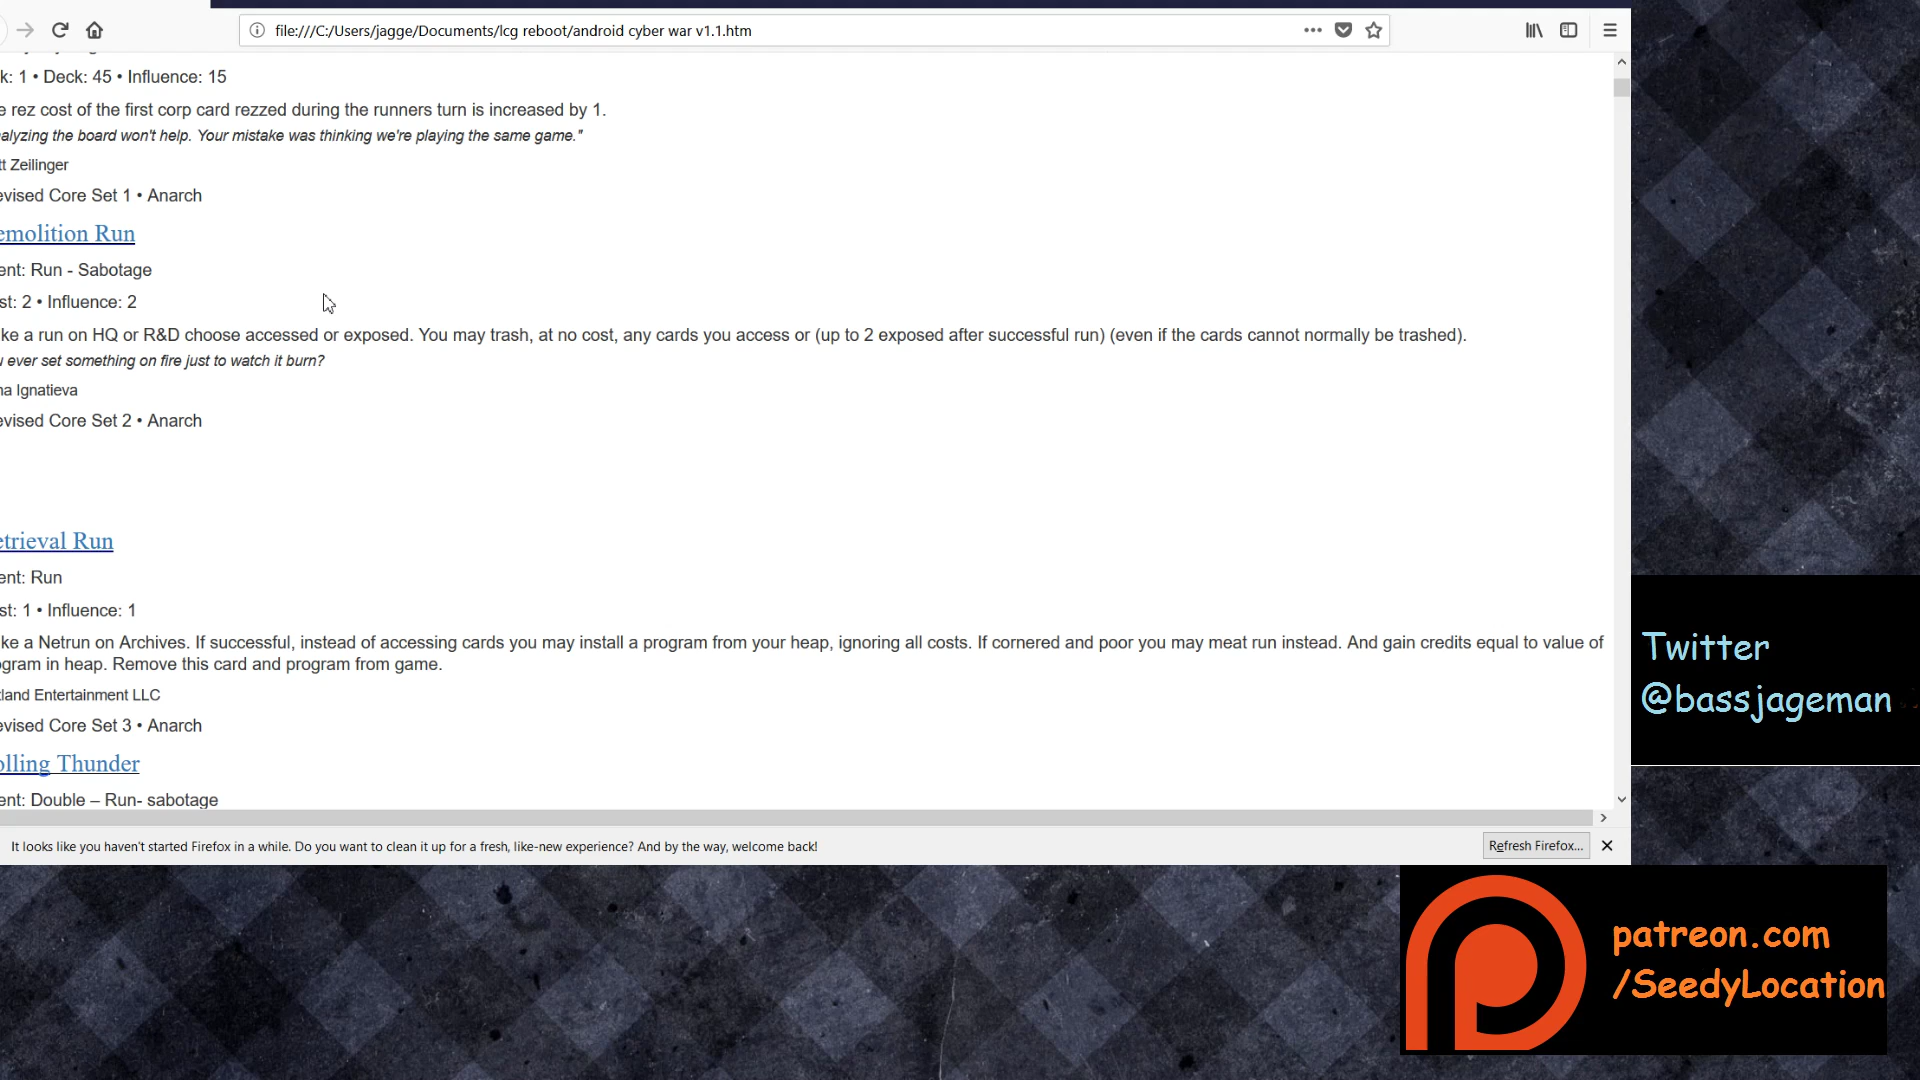 file:///C:/Users/jagge/Documents/lcg reboot/android cyber war v1.1.htm
k: 1 • Deck: 45 • Influence: 15
e rez cost of the first corp card rezzed during the runners turn is increased by 1.
alyzing the board won't help. Your mistake was thinking we're playing the same game."
tt Zeilinger
evised Core Set 1 • Anarch
emolition Run
ent: Run - Sabotage
st: 2 • Influence: 2
ke a run on HQ or R&D choose accessed or exposed. You may trash, at no cost, any cards you access or (up to 2 exposed after successful run) (even if the cards cannot normally be trashed).
u ever set something on fire just to watch it burn?
na Ignatieva
evised Core Set 2 • Anarch
etrieval Run
ent: Run
st: 1 • Influence: 1
ke a Netrun on Archives. If successful, instead of accessing cards you may install a program from your heap, ignoring all costs. If cornered and poor you may meat run instead. And gain credits equal to value of
ogram in heap. Remove this card and program from game.
tland Entertainment LLC
evised Core Set 3 • Anarch
olling Thunder
ent: Double – Run- sabotage
It looks like you haven't started Firefox in a while. Do you want to clean it up for a fresh, like-new experience? And by the way, welcome back!
Refresh Firefox...
Twitter
@bassjageman
patreon.com
/SeedyLocation